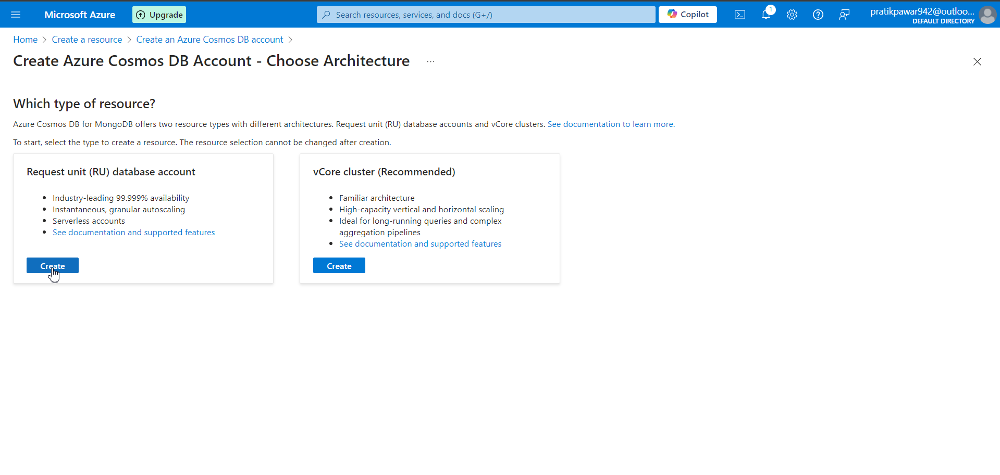 Microsoft Azure
Upgrade
Search resources, services, and docs (G+/)
Copilot
1
pratikpawar942@outloo...
DEFAULT DIRECTORY
Home > Create a resource > Create an Azure Cosmos DB account >
Create Azure Cosmos DB Account - Choose Architecture ...
Which type of resource?
Azure Cosmos DB for MongoDB offers two resource types with different architectures. Request unit (RU) database accounts and vCore clusters. See documentation to learn more.
To start, select the type to create a resource. The resource selection cannot be changed after creation.
Request unit (RU) database account
• Industry-leading 99.999% availability
• Instantaneous, granular autoscaling
• Serverless accounts
• See documentation and supported features
Create
vCore cluster (Recommended)
• Familiar architecture
• High-capacity vertical and horizontal scaling
• Ideal for long-running queries and complex
aggregation pipelines
• See documentation and supported features
Create